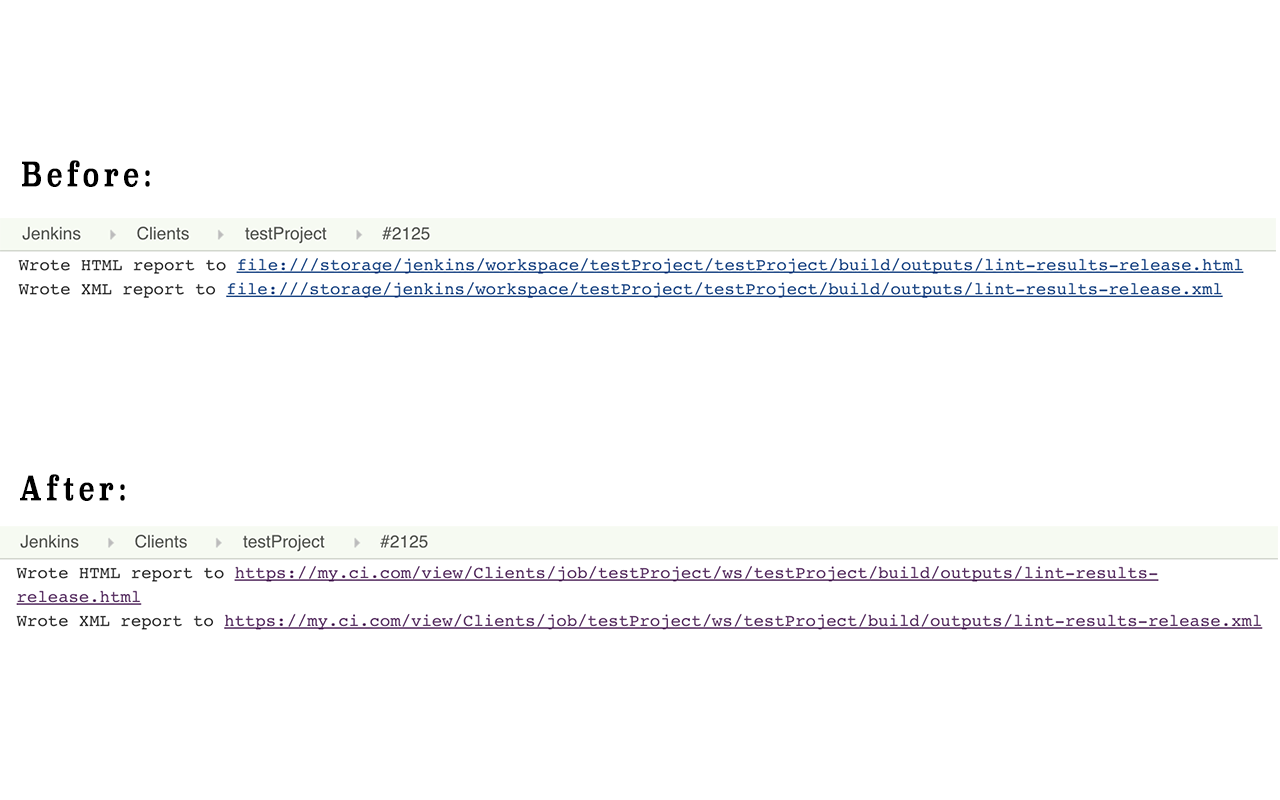 Before:
Jenkins Clients testProject #2125
Wrote HTML report to file:///storage/jenkins/workspace/testProject/testProject/build/outputs/lint-results-release.html
Wrote XML report to file:///storage/jenkins/workspace/testProject/testProject/build/outputs/lint-results-release.xml
After:
Jenkins Clients testProject #2125
Wrote HTML report to https://my.ci.com/view/Clients/job/testProject/ws/testProject/build/outputs/lint-results-
release.html
Wrote XML report to https://my.ci.com/view/Clients/job/testProject/ws/testProject/build/outputs/lint-results-release.xml